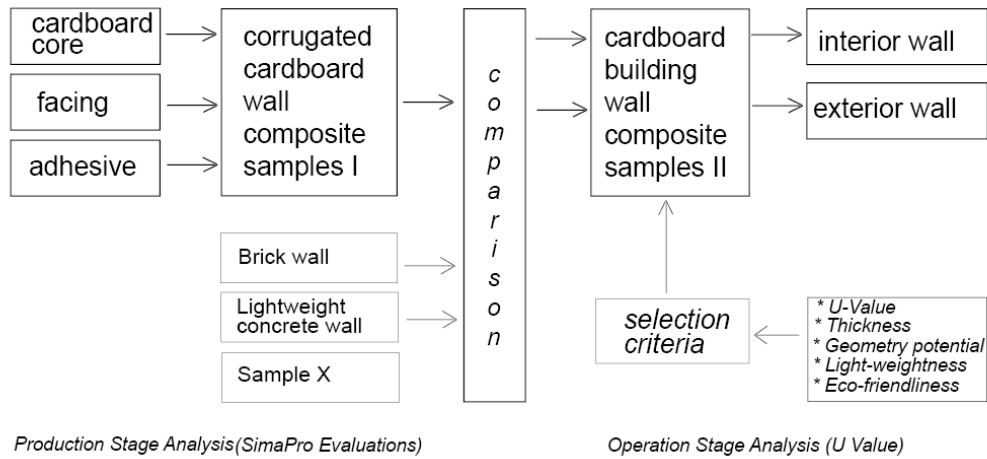 cardboard
core
facing
adhesive
corrugated
cardboard
wall
composite
samples I
Brick wall
Lightweight
concrete wall
Sample X
comparison
cardboard
building
wall
composite
samples II
interior wall
exterior wall
selection
criteria
* U-Value
* Thickness
* Geometry potential
* Light-weightness
* Eco-friendliness
Production Stage Analysis(SimaPro Evaluations)
Operation Stage Analysis (U Value)